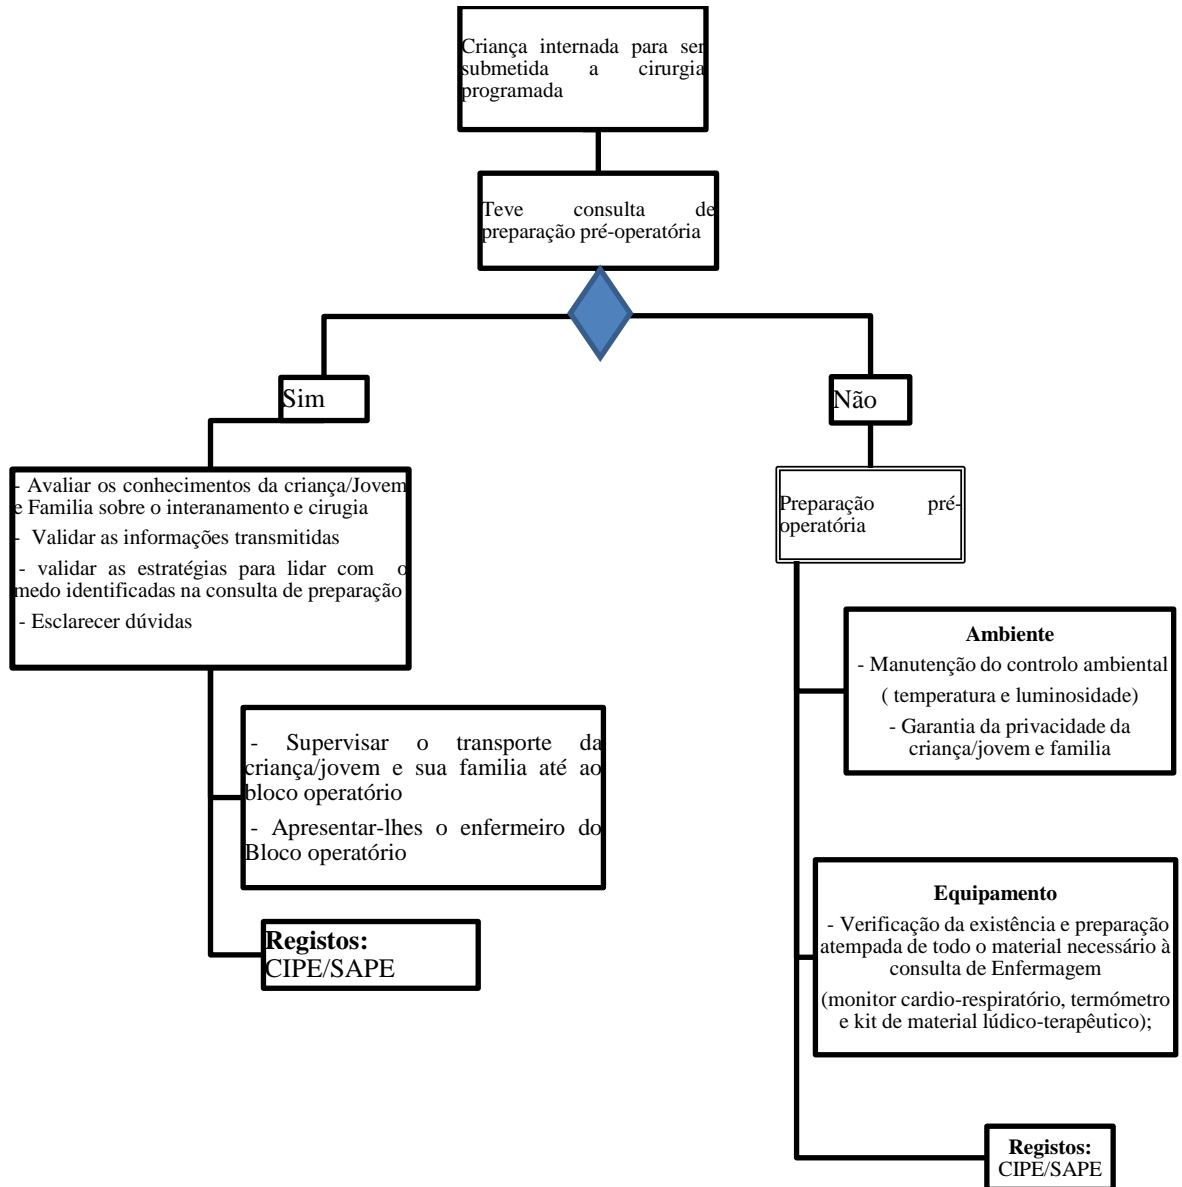 Criança internada para ser
submetida a cirurgia
programada
Teve consulta de
preparação pré-operatória
Sim
- Avaliar os conhecimentos da criança/Jovem
e Familia sobre o interanamento e cirugia
- Validar as informações transmitidas
- validar as estratégias para lidar com o
medo identificadas na consulta de preparação
- Esclarecer dúvidas
- Supervisar o transporte da
criança/jovem e sua familia até ao
bloco operatório
- Apresentar-lhes o enfermeiro do
Bloco operatório
Registos:
CIPE/SAPE
Não
Preparação pré-
operatória
Ambiente
- Manutenção do controlo ambiental
( temperatura e luminosidade)
- Garantia da privacidade da
criança/jovem e familia
Equipamento
- Verificação da existência e preparação
atempada de todo o material necessário à
consulta de Enfermagem
(monitor cardio-respiratório, termómetro
e kit de material lúdico-terapêutico);
Registos:
CIPE/SAPE